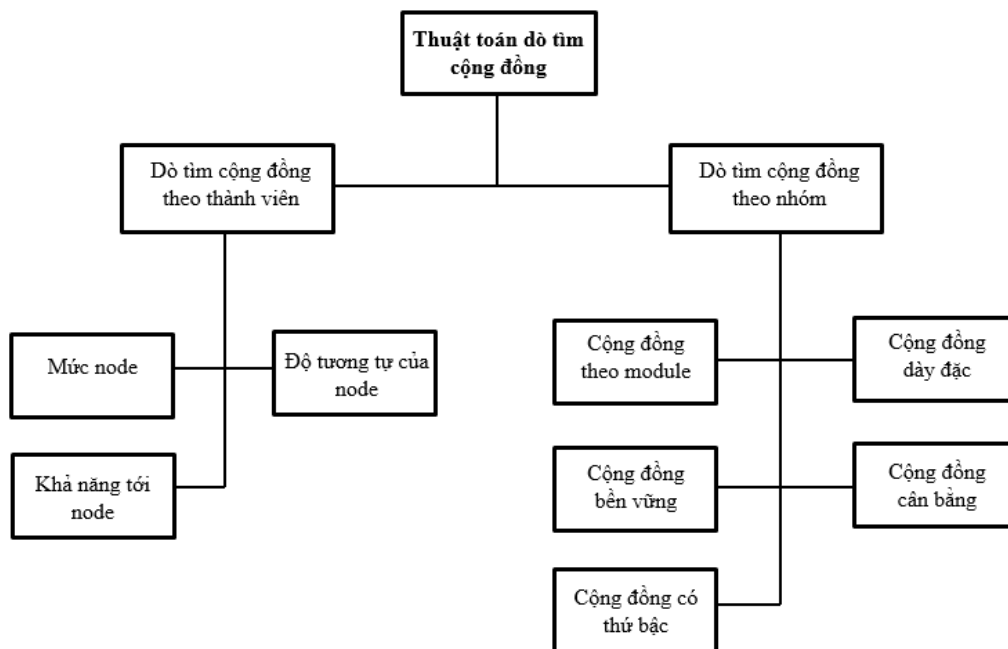 Thuật toán dò tìm
cộng đồng
Dò tìm cộng đồng
theo thành viên
Dò tìm cộng đồng
theo nhóm
Mức node
Độ tương tự của
node
Khả năng tới
node
Cộng đồng
theo module
Cộng đồng
dày đặc
Cộng đồng
bền vững
Cộng đồng
cân bằng
Cộng đồng có
thứ bậc